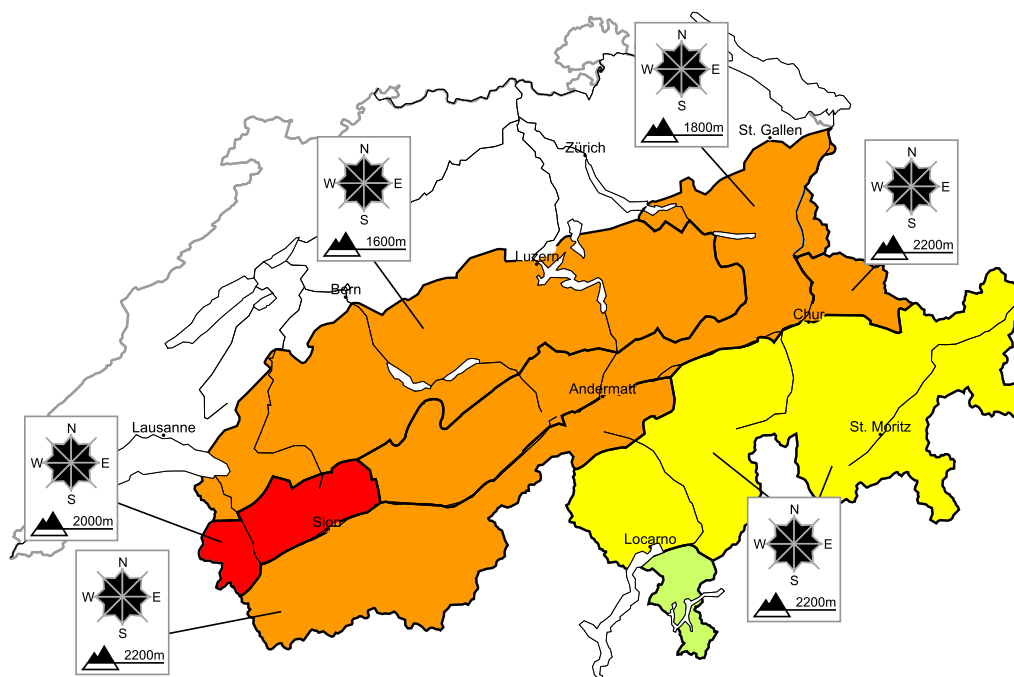 N
W E
S
1800m
St. Gallen
Zürich
N
W E
S
1600m
N
W E
S
2200m
Luzern
Bern
Chur
Andermatt
Lausanne
St. Moritz
N
W E
S
2000m
Sion
Locarno
N
W E
S
2200m
N
W E
S
2200m